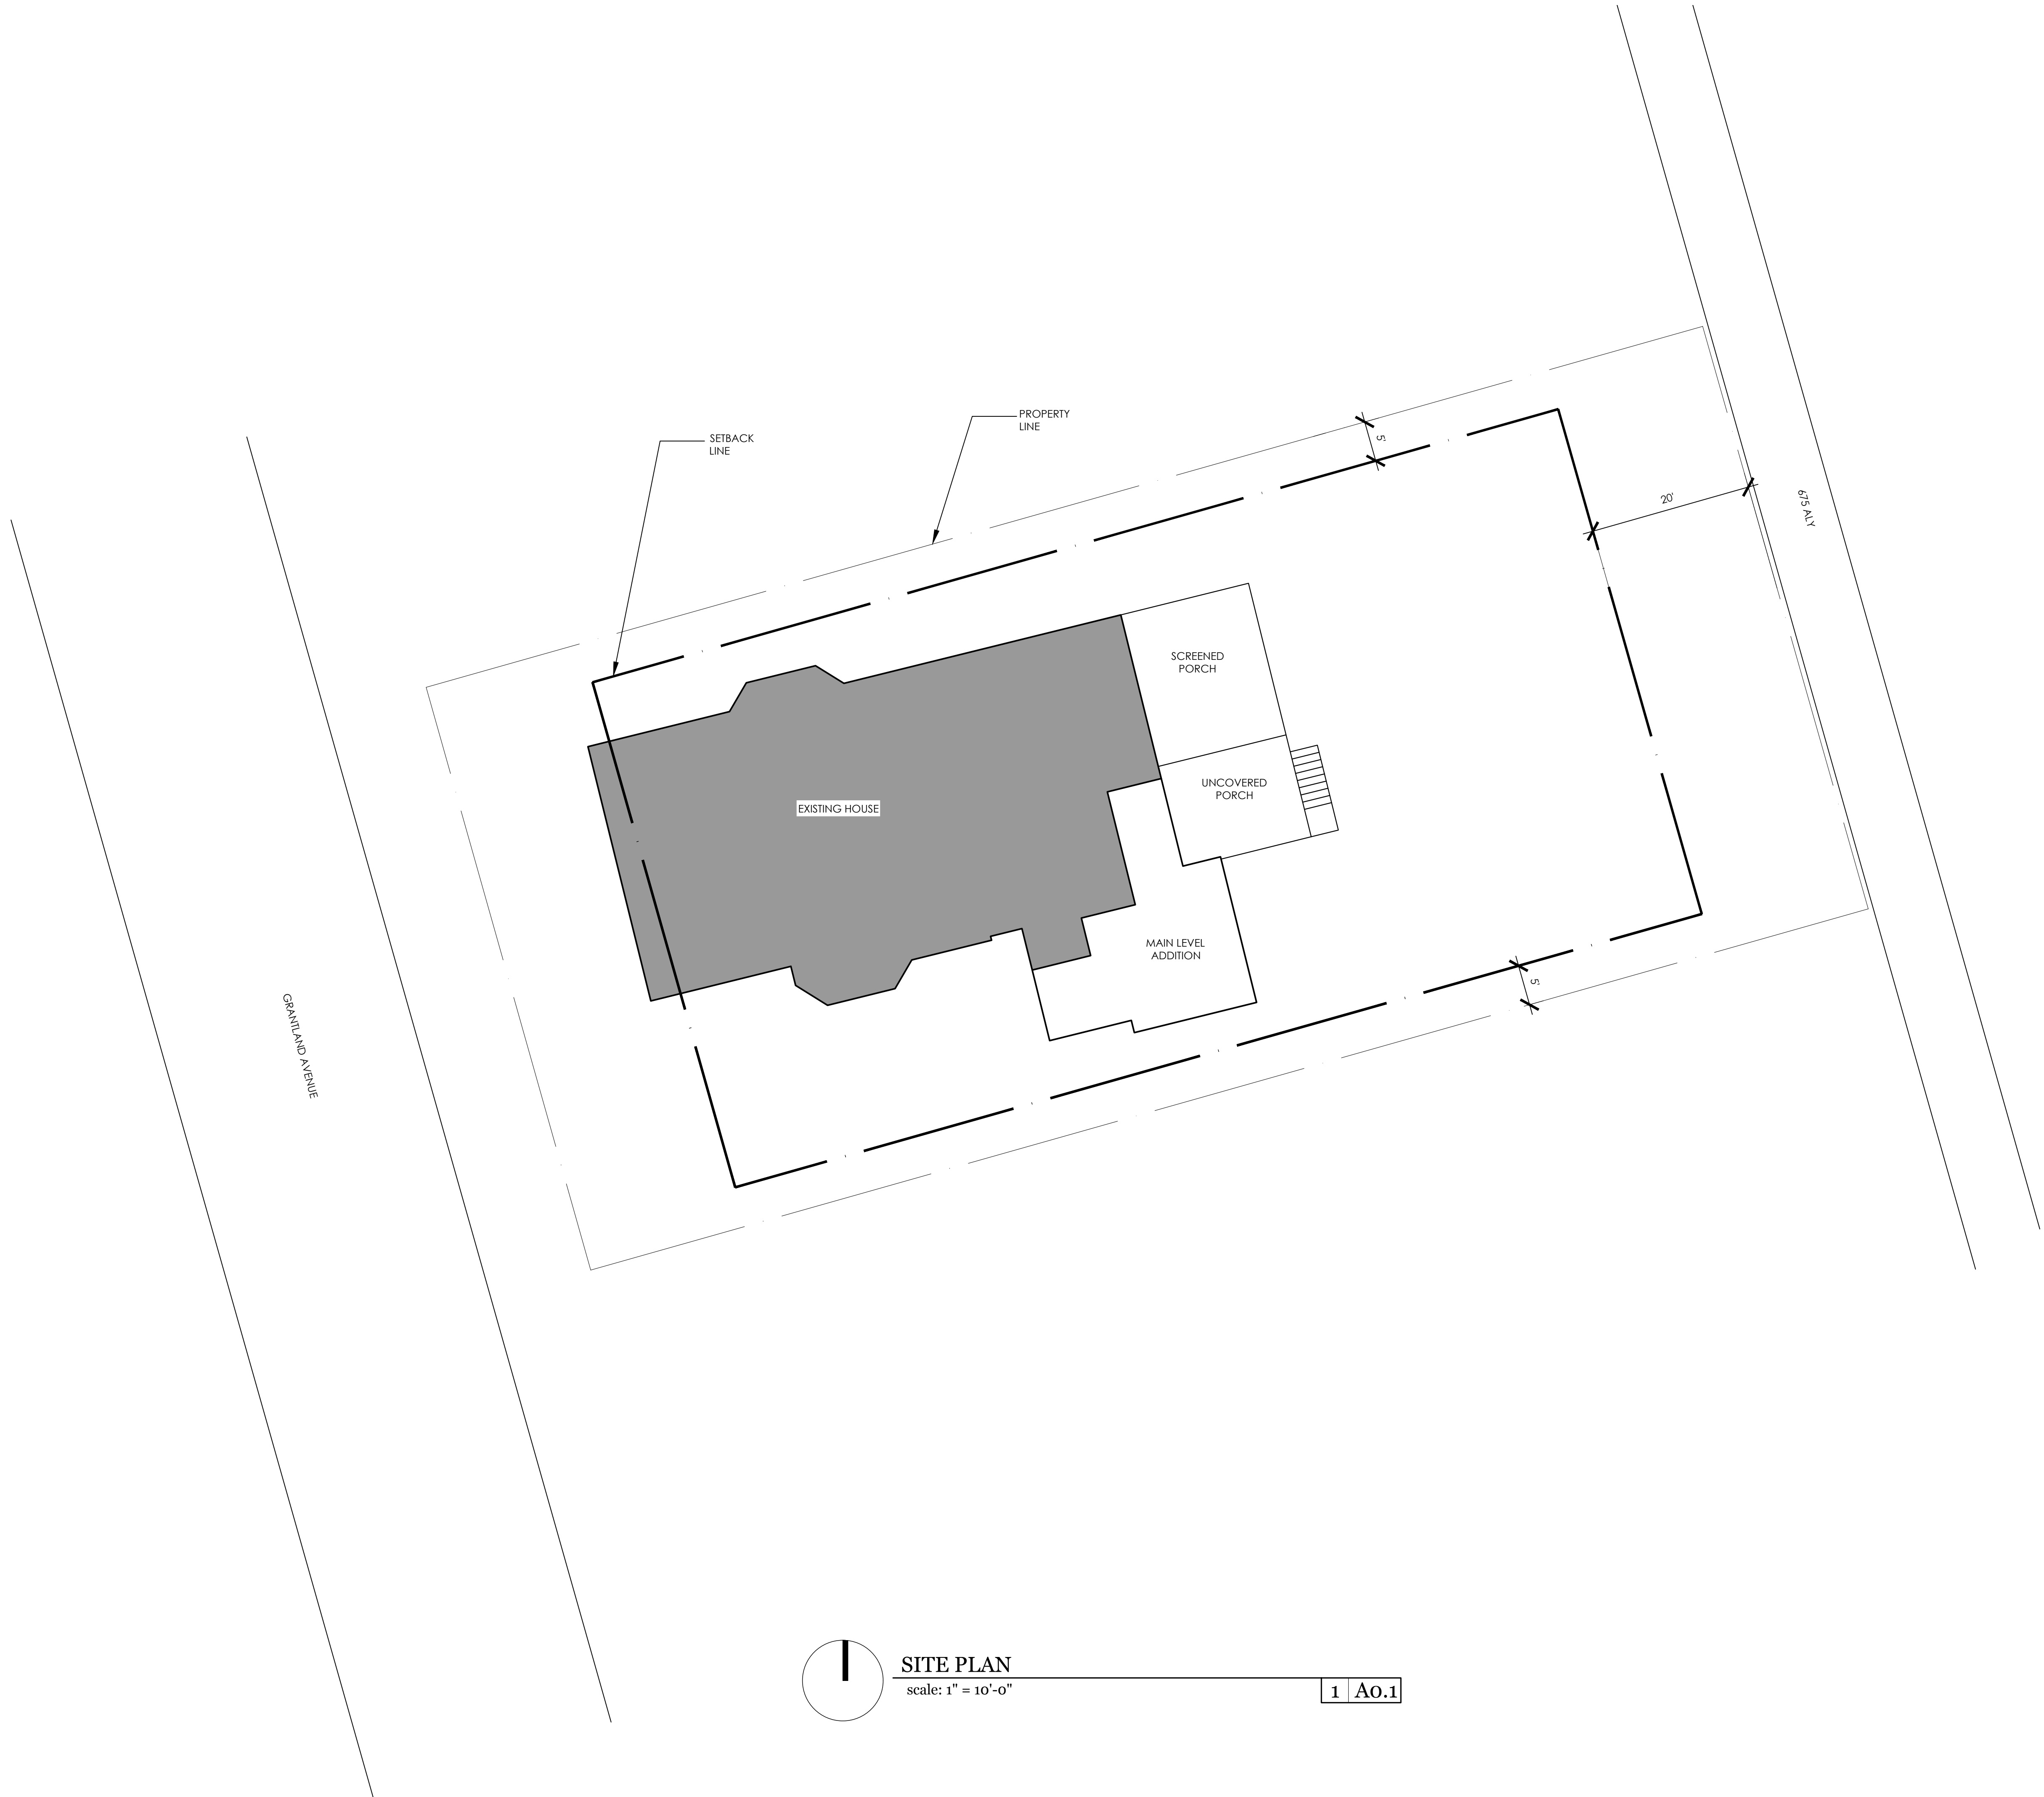 PROPERTY
LINE
SETBACK
LINE
5'
20'
675 ALY
SCREENED
PORCH
UNCOVERED
PORCH
EXISTING HOUSE
MAIN LEVEL
ADDITION
5'
GRANTLAND AVENUE
SITE PLAN
scale: 1" = 10'-0"
1 A0.1